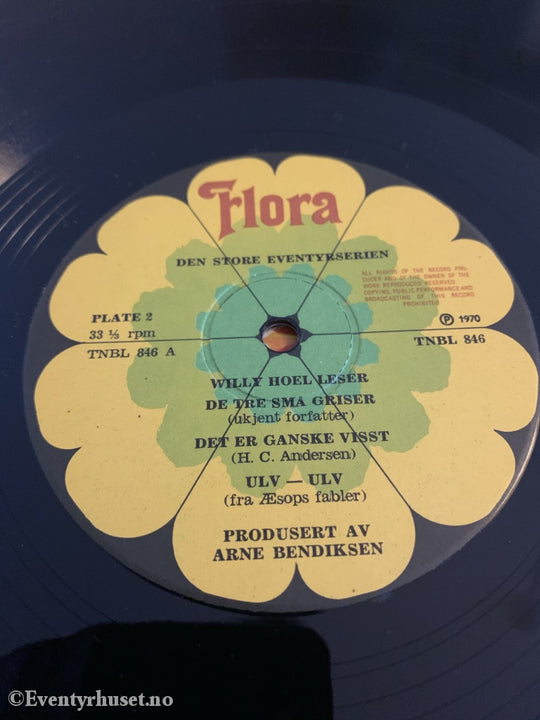 Flora
DEN STORE EVENTYRSERIEN
ALL RIGHTS OF THE RECORD PRO-
DUCER AND OF THE OWNER OF THE
WORK REPRODUCED RESERVED.
COPYING, PUBLIC PERFORMANCE AND
BROADCASTING OF THIS RECORD
PROHIBITED
PLATE 2
33 ⅓ rpm
Ⓟ 1970
TNBL 846 A
TNBL 846
WILLY HOEL LESER
DE TRE SMA GRISER
(ukjent forfatter)
DET ER GANSKE VISST
(H. C. Andersen)
ULV — ULV
(fra Æsops fabler)
PRODUSERT AV
ARNE BENDIKSEN
©Eventyrhuset.no